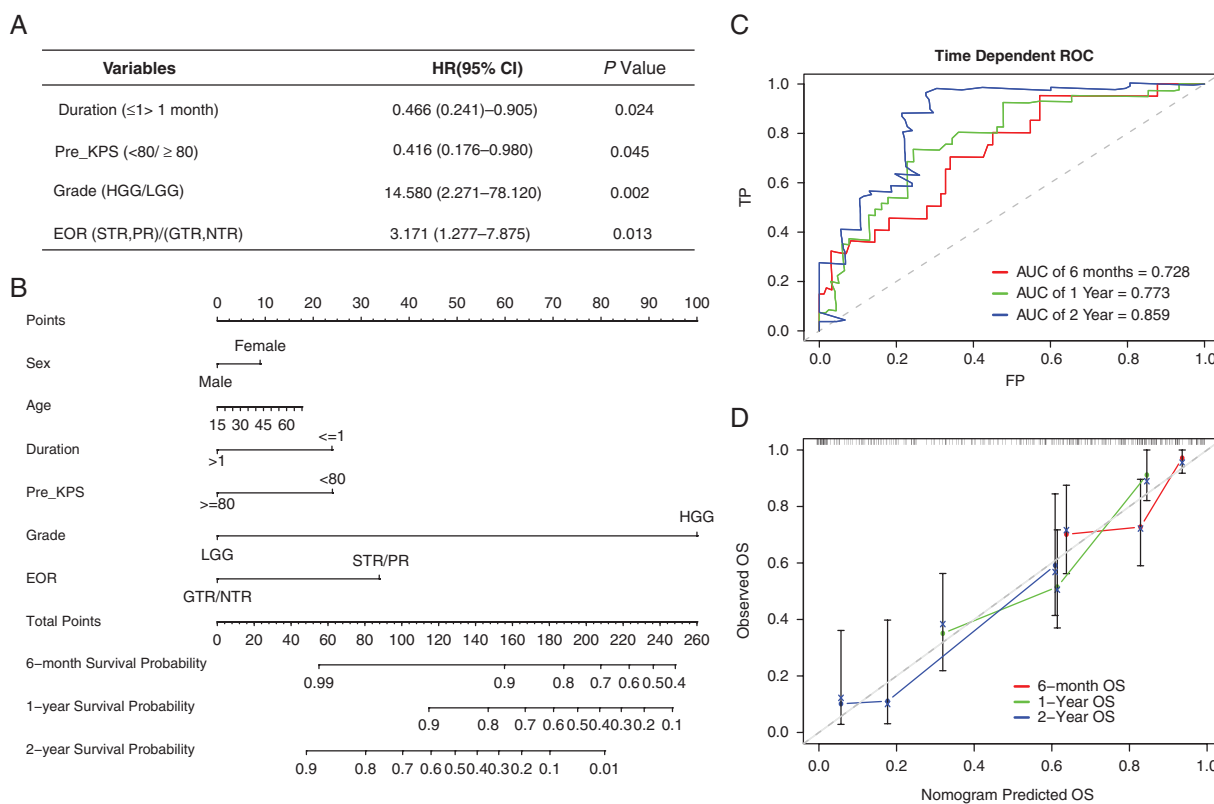 A
Variables HR(95% CI) P Value
Duration (≤1> 1 month) 0.466 (0.241)–0.905) 0.024
Pre_KPS (<80/ ≥ 80) 0.416 (0.176–0.980) 0.045
Grade (HGG/LGG) 14.580 (2.271–78.120) 0.002
EOR (STR,PR)/(GTR,NTR) 3.171 (1.277–7.875) 0.013
B
0 10 20 30 40 50 60 70 80 90 100
Points
Female
Sex
Male
Age
15 30 45 60
<=1
Duration
>1
<80
Pre_KPS
>=80
HGG
Grade
LGG
STR/PR
EOR
GTR/NTR
Total Points
0 20 40 60 80 100 120 140 160 180 200 220 240 260
6−month Survival Probability
0.99 0.9 0.8 0.7 0.6 0.5 0.4
1−year Survival Probability
0.9 0.8 0.7 0.6 0.5 0.4 0.3 0.2 0.1
2−year Survival Probability
0.9 0.8 0.7 0.6 0.5 0.4 0.3 0.2 0.1 0.01
C
Time Dependent ROC
1.0
0.8
0.6
0.4
0.2
0.0
TP
AUC of 6 months = 0.728
AUC of 1 Year = 0.773
AUC of 2 Year = 0.859
0.0 0.2 0.4 0.6 0.8 1.0
FP
D
1.0
0.8
0.6
0.4
0.2
0.0
Observed OS
6−month OS
1−Year OS
2−Year OS
0.0 0.2 0.4 0.6 0.8 1.0
Nomogram Predicted OS